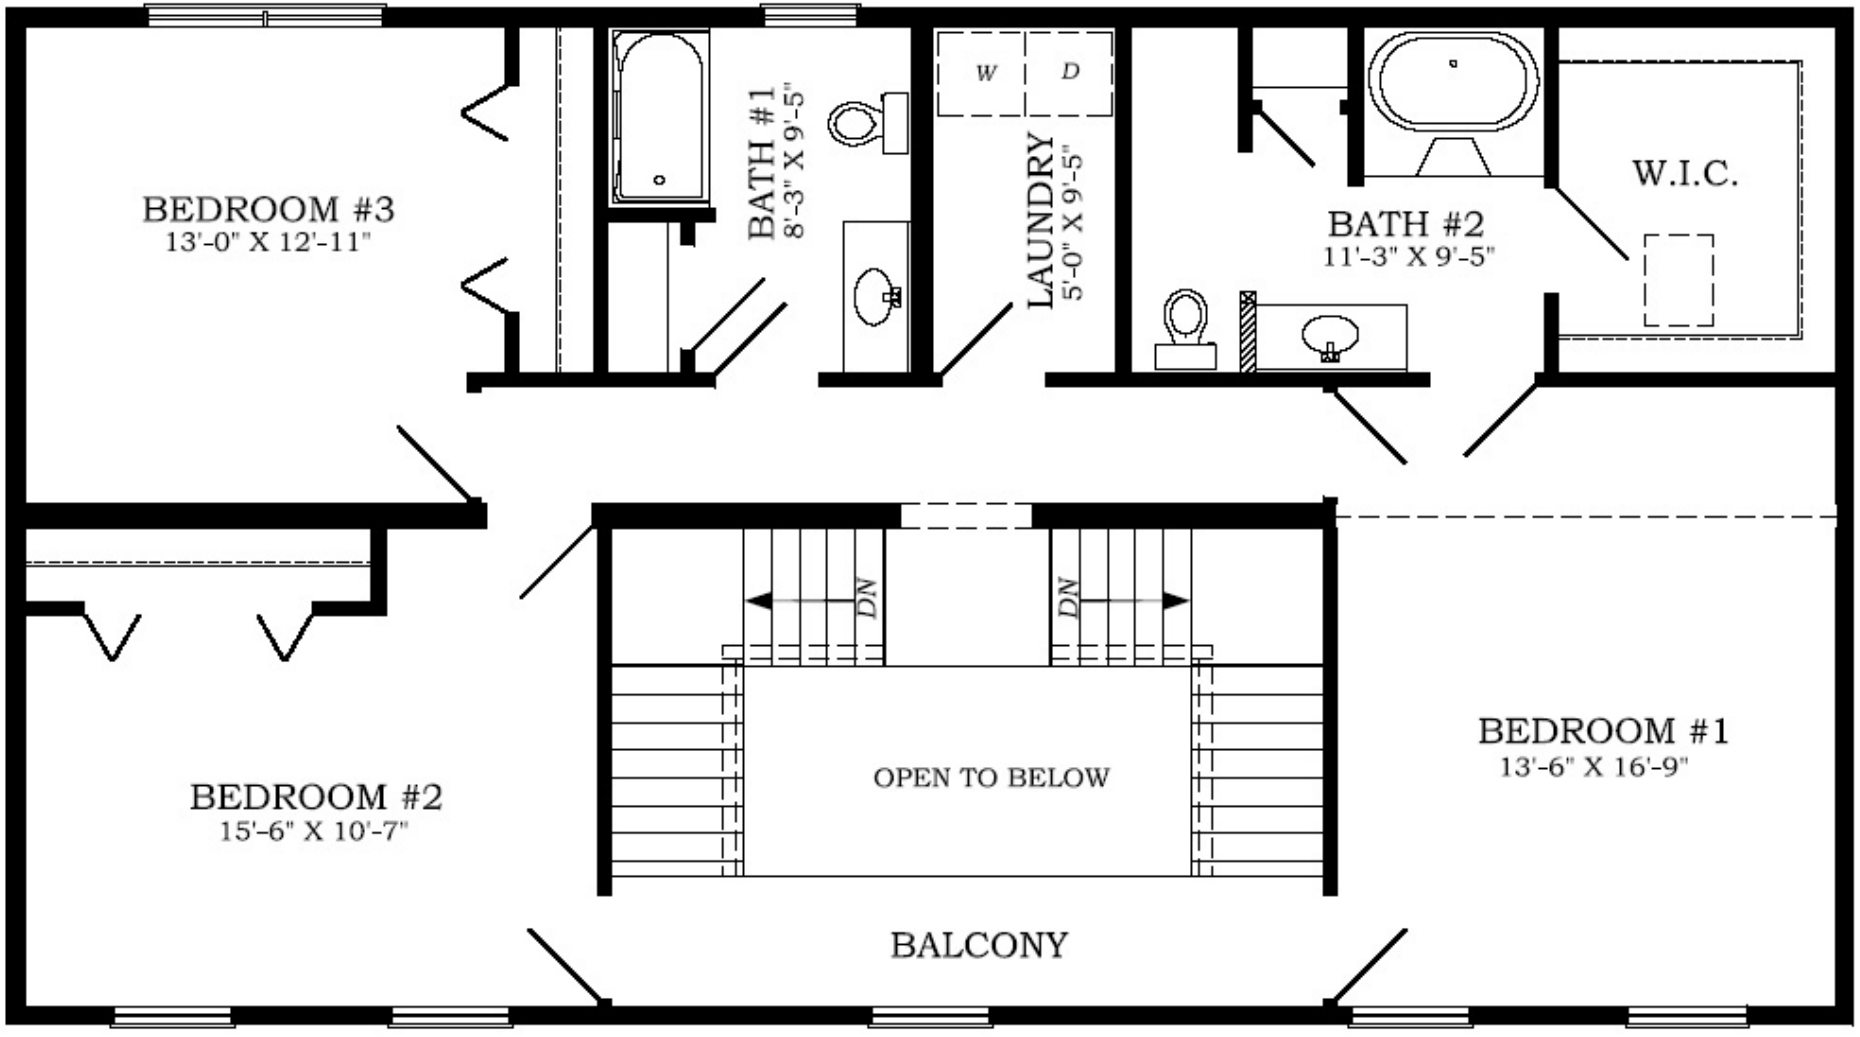 W
D
BATH #1
8'-3" X 9'-5"
LAUNDRY
5'-0" X 9'-5"
W.I.C.
BEDROOM #3
13'-0" X 12'-11"
BATH #2
11'-3" X 9'-5"
DN
DN
BEDROOM #1
13'-6" X 16'-9"
OPEN TO BELOW
BEDROOM #2
15'-6" X 10'-7"
BALCONY